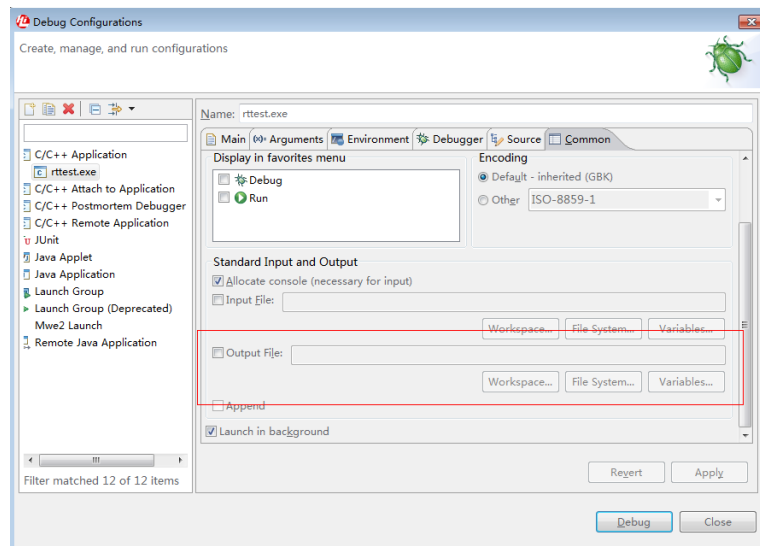 Debug Configurations
Create, manage, and run configurations
Name: rttest.exe
Main
(x)= Arguments
Environment
Debugger
Source
Common
C/C++ Application
rttest.exe
C/C++ Attach to Application
C/C++ Postmortem Debugger
C/C++ Remote Application
JUnit
Java Applet
Java Application
Launch Group
Launch Group (Deprecated)
Mwe2 Launch
Remote Java Application
Filter matched 12 of 12 items
Display in favorites menu
Debug
Run
Encoding
Default - inherited (GBK)
Other ISO-8859-1
Standard Input and Output
Allocate console (necessary for input)
Input File:
Workspace... File System... Variables...
Output File:
Workspace... File System... Variables...
Append
Launch in background
Revert Apply
Debug Close